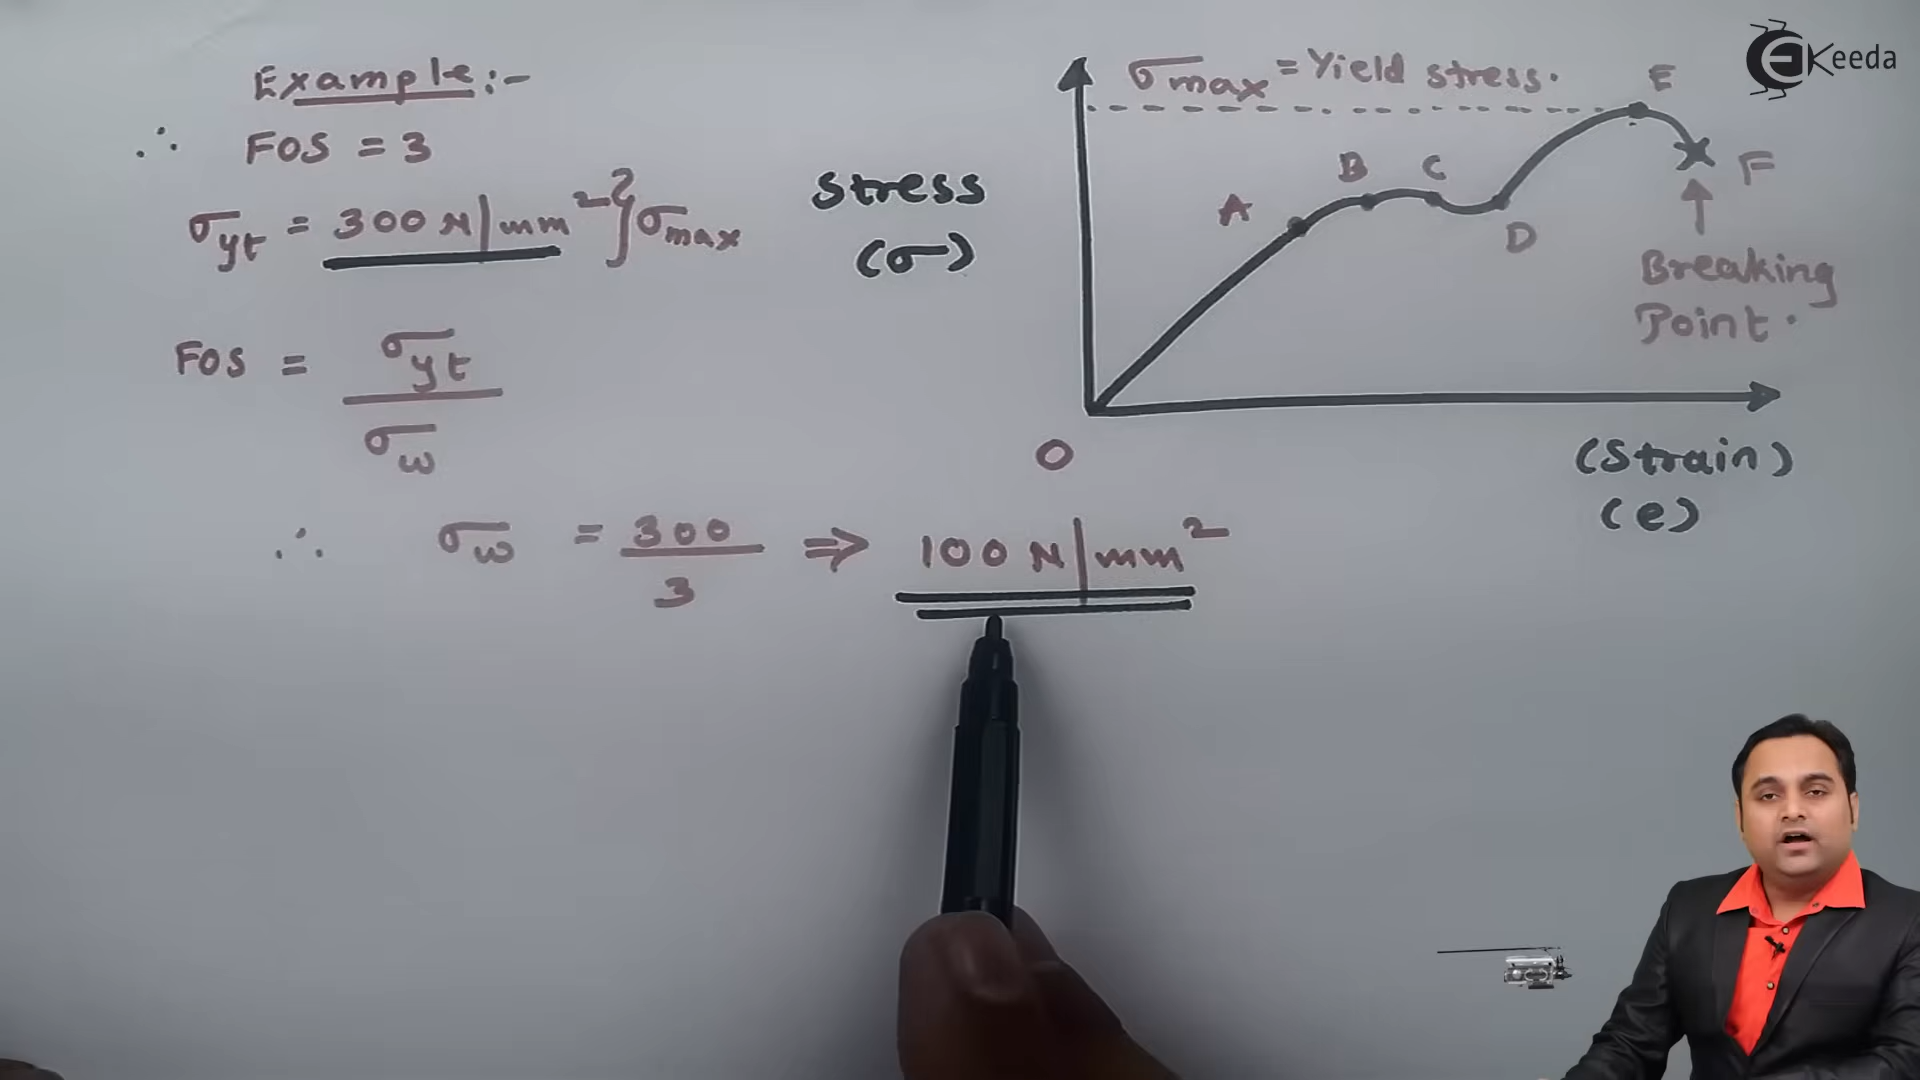 Example:-
∴ FOS = 3
σyt = 300 N/mm² } σmax
FOS = σyt / σw
∴ σw = 300 / 3 ⇒ 100 N/mm²
σmax = Yield stress.
Stress
(σ)
A
B
C
D
E
F
Breaking
Point.
O
(Strain)
(e)
EKeeda